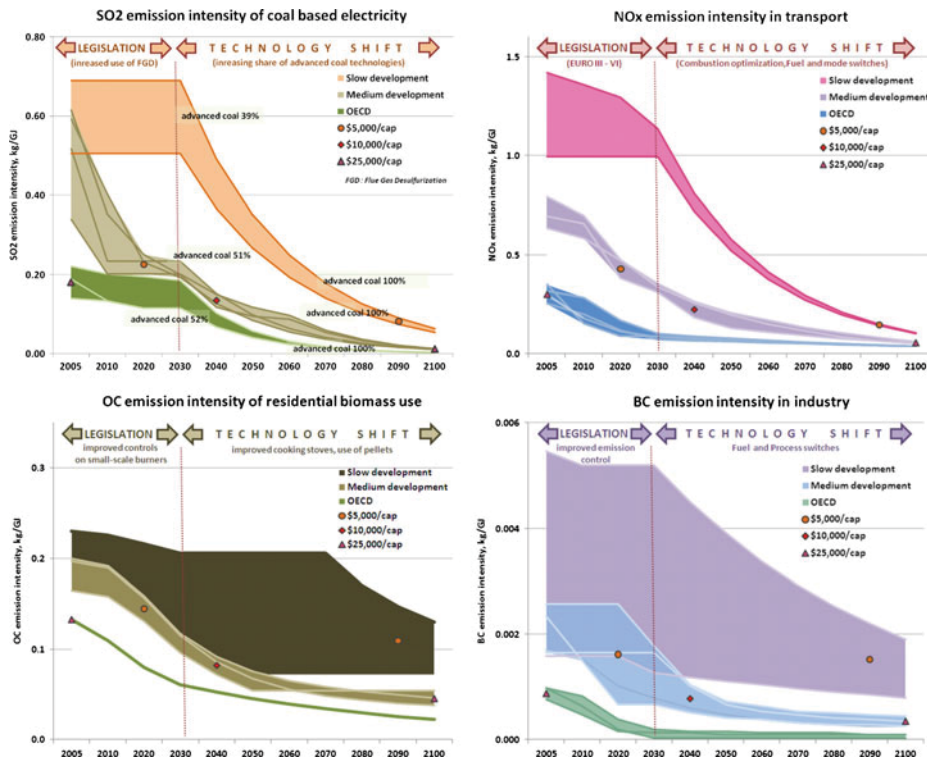 SO2 emission intensity of coal based electricity
LEGISLATION
TECHNOLOGY SHIFT
(inreased use of FGD)
(inreasing share of advanced coal technologies)
SO2 emission intensity, kg/GJ
0.80
0.60
0.40
0.20
0.00
Slow development
Medium development
OECD
$5,000/cap
$10,000/cap
$25,000/cap
FGD: Flue Gas Desulfurization
advanced coal 39%
advanced coal 51%
advanced coal 52%
advanced coal 100%
advanced coal 100%
advanced coal 100%
2005 2010 2020 2030 2040 2050 2060 2070 2080 2090 2100
NOx emission intensity in transport
LEGISLATION
TECHNOLOGY SHIFT
(EURO III - VI)
(Combustion optimization,Fuel and mode switches)
NOx emission intensity, kg/GJ
1.5
1.0
0.5
0.0
Slow development
Medium development
OECD
$5,000/cap
$10,000/cap
$25,000/cap
2005 2010 2020 2030 2040 2050 2060 2070 2080 2090 2100
OC emission intensity of residential biomass use
LEGISLATION
TECHNOLOGY SHIFT
improved controls
on small-scale burners
improved cooking stoves, use of pellets
OC emission intensity, kg/GJ
0.3
0.2
0.1
0.0
Slow development
Medium development
OECD
$5,000/cap
$10,000/cap
$25,000/cap
2005 2010 2020 2030 2040 2050 2060 2070 2080 2090 2100
BC emission intensity in industry
LEGISLATION
TECHNOLOGY SHIFT
improved emission
control
Fuel and Process switches
BC emission intensity, kg/GJ
0.006
0.004
0.002
0.000
Slow development
Medium development
OECD
$5,000/cap
$10,000/cap
$25,000/cap
2005 2010 2020 2030 2040 2050 2060 2070 2080 2090 2100